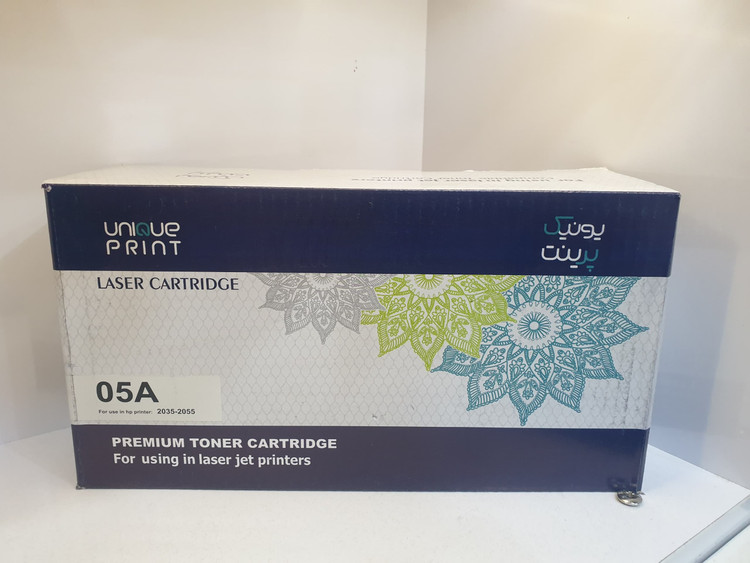 UNIQUE
PRINT
یونیک
پرینت
LASER CARTRIDGE
05A
For use in hp printer: 2035-2055
PREMIUM TONER CARTRIDGE
For using in laser jet printers